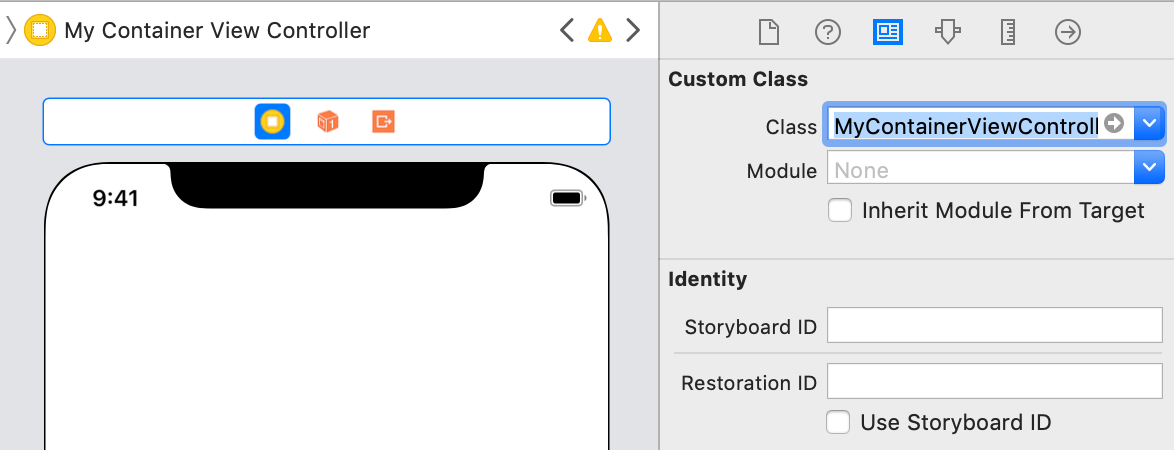 My Container View Controller
9:41
Custom Class
Class MyContainerViewControll
Module None
Inherit Module From Target
Identity
Storyboard ID
Restoration ID
Use Storyboard ID